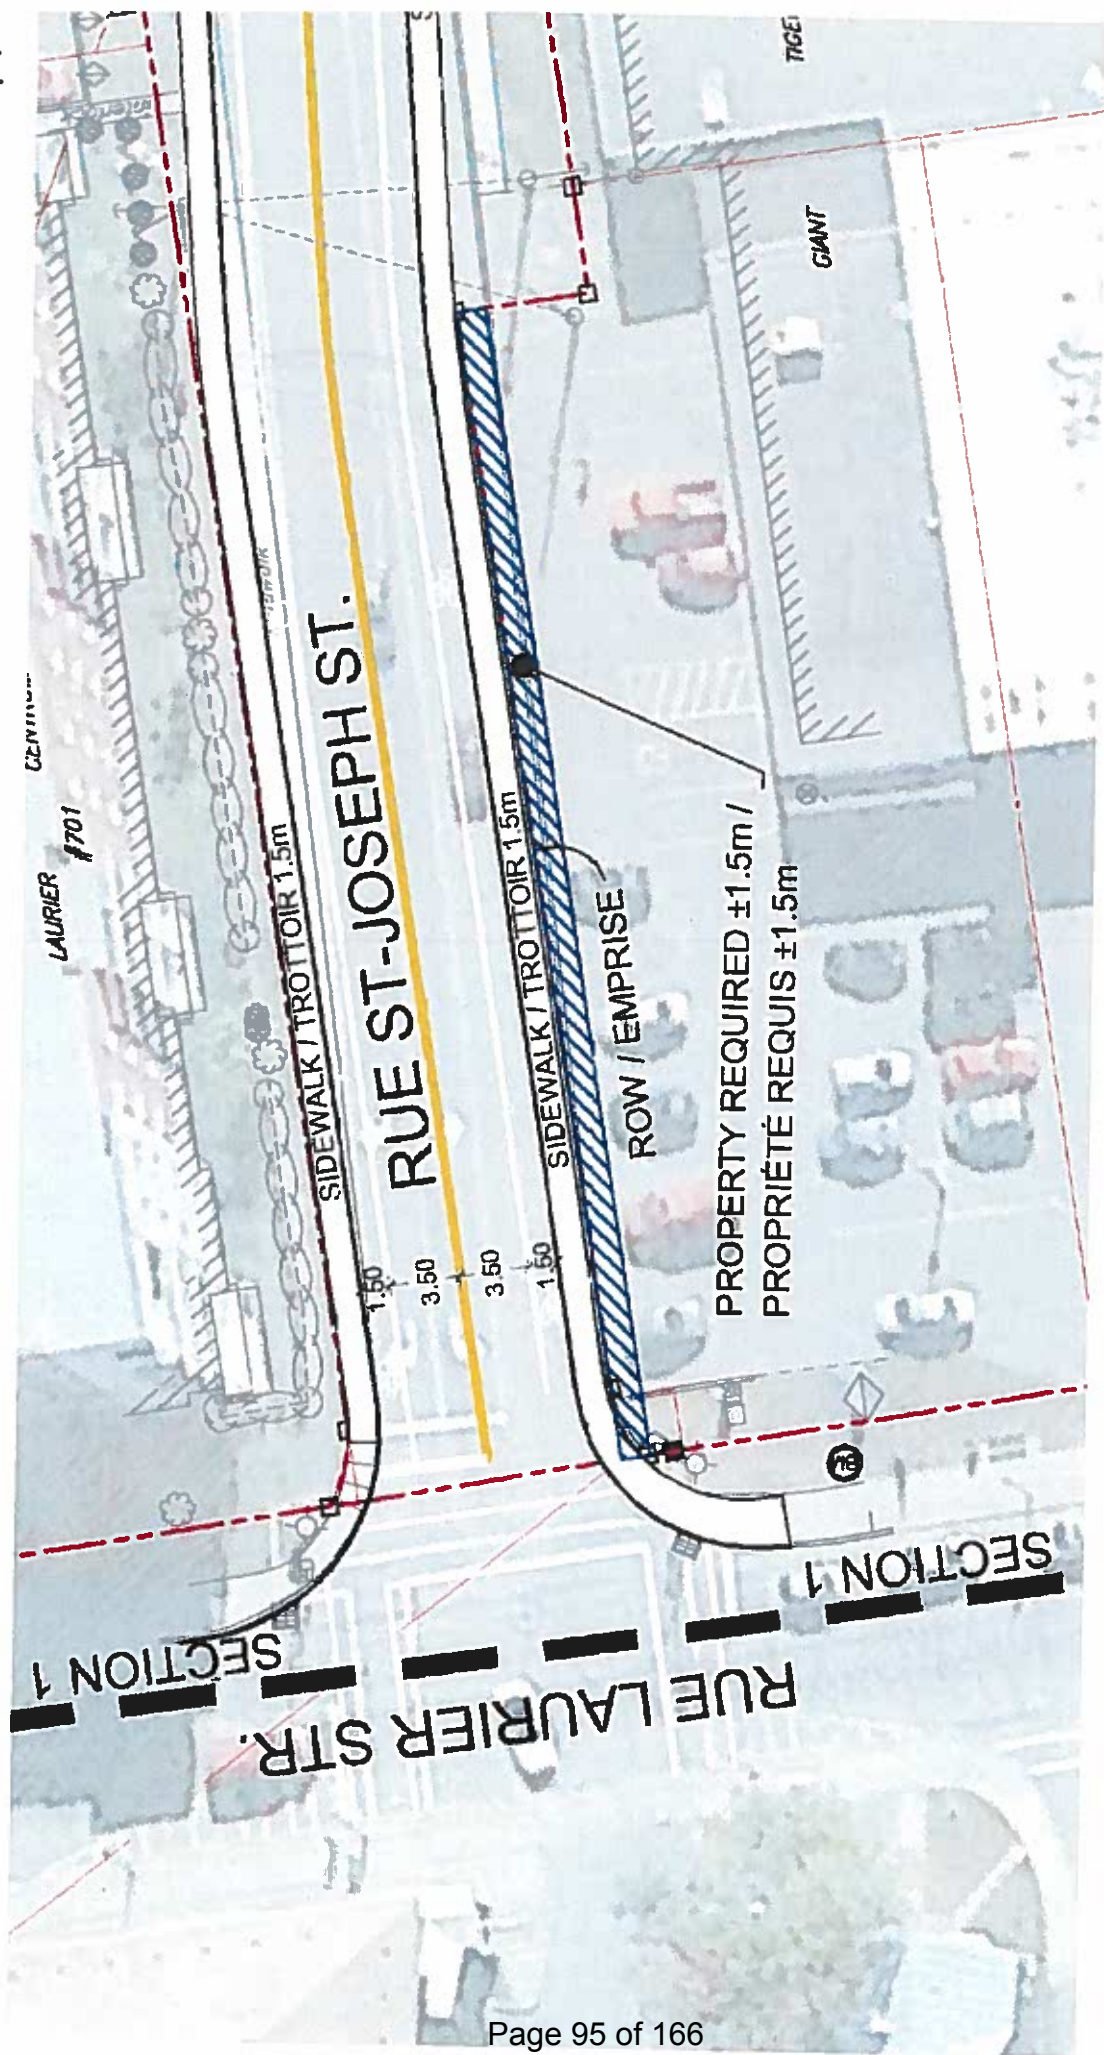 TIGER
GIANT
LAURIER
#701
SIDEWALK / TROTTOIR 1.5m
RUE ST-JOSEPH ST.
1.50
3.50
3.50
1.50
SIDEWALK / TROTTOIR 1.5m
ROW / EMPRISE
PROPERTY REQUIRED ±1.5m /
PROPRIÉTÉ REQUIS ±1.5m
SECTION 1
SECTION 1
RUE LAURIER STR.
Page 95 of 166